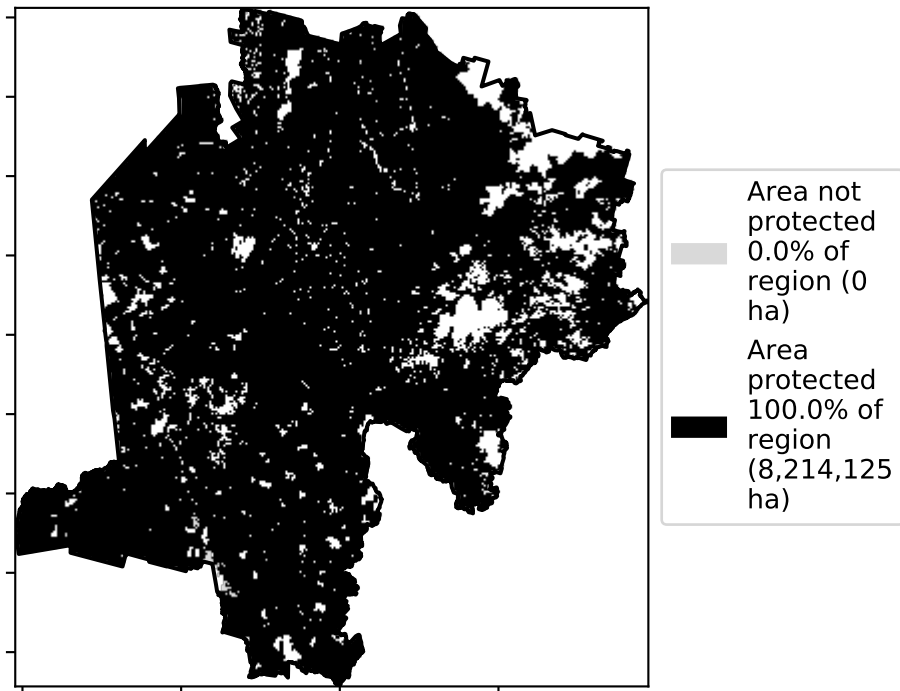 Area not
protected
0.0% of
region (0
ha)
Area
protected
100.0% of
region
(8,214,125
ha)